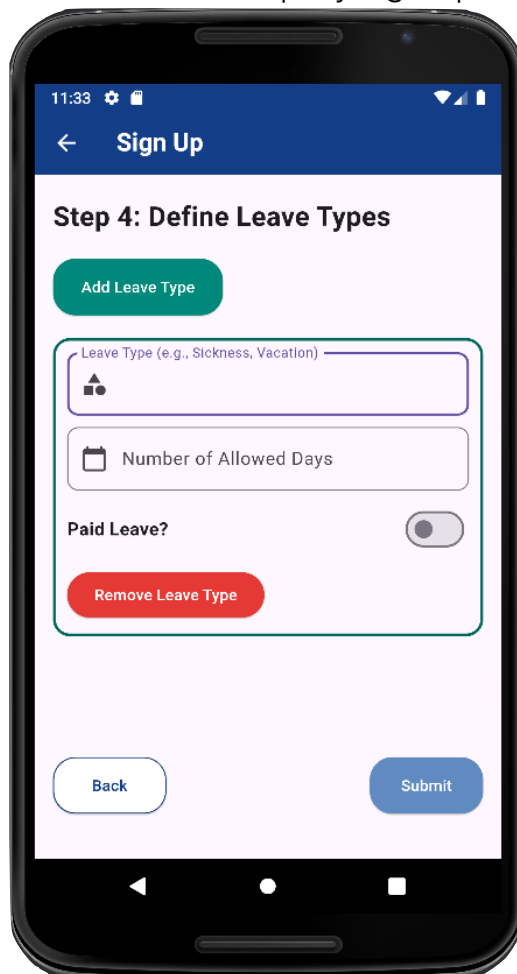 11:33
Sign Up
Step 4: Define Leave Types
Add Leave Type
Leave Type (e.g., Sickness, Vacation)
Number of Allowed Days
Paid Leave?
Remove Leave Type
Back
Submit